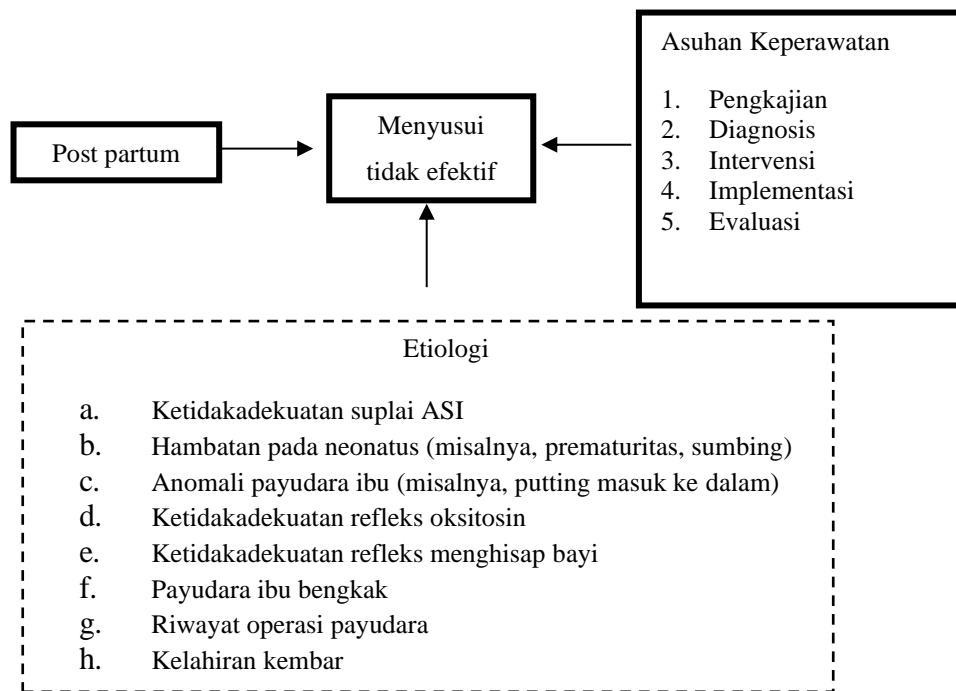 Post partum
Menyusui
tidak efektif
Asuhan Keperawatan
1. Pengkajian
2. Diagnosis
3. Intervensi
4. Implementasi
5. Evaluasi
Etiologi
a. Ketidakadekuatan suplai ASI
b. Hambatan pada neonatus (misalnya, prematuritas, sumbing)
c. Anomali payudara ibu (misalnya, putting masuk ke dalam)
d. Ketidakadekuatan refleks oksitosin
e. Ketidakadekuatan refleks menghisap bayi
f. Payudara ibu bengkak
g. Riwayat operasi payudara
h. Kelahiran kembar